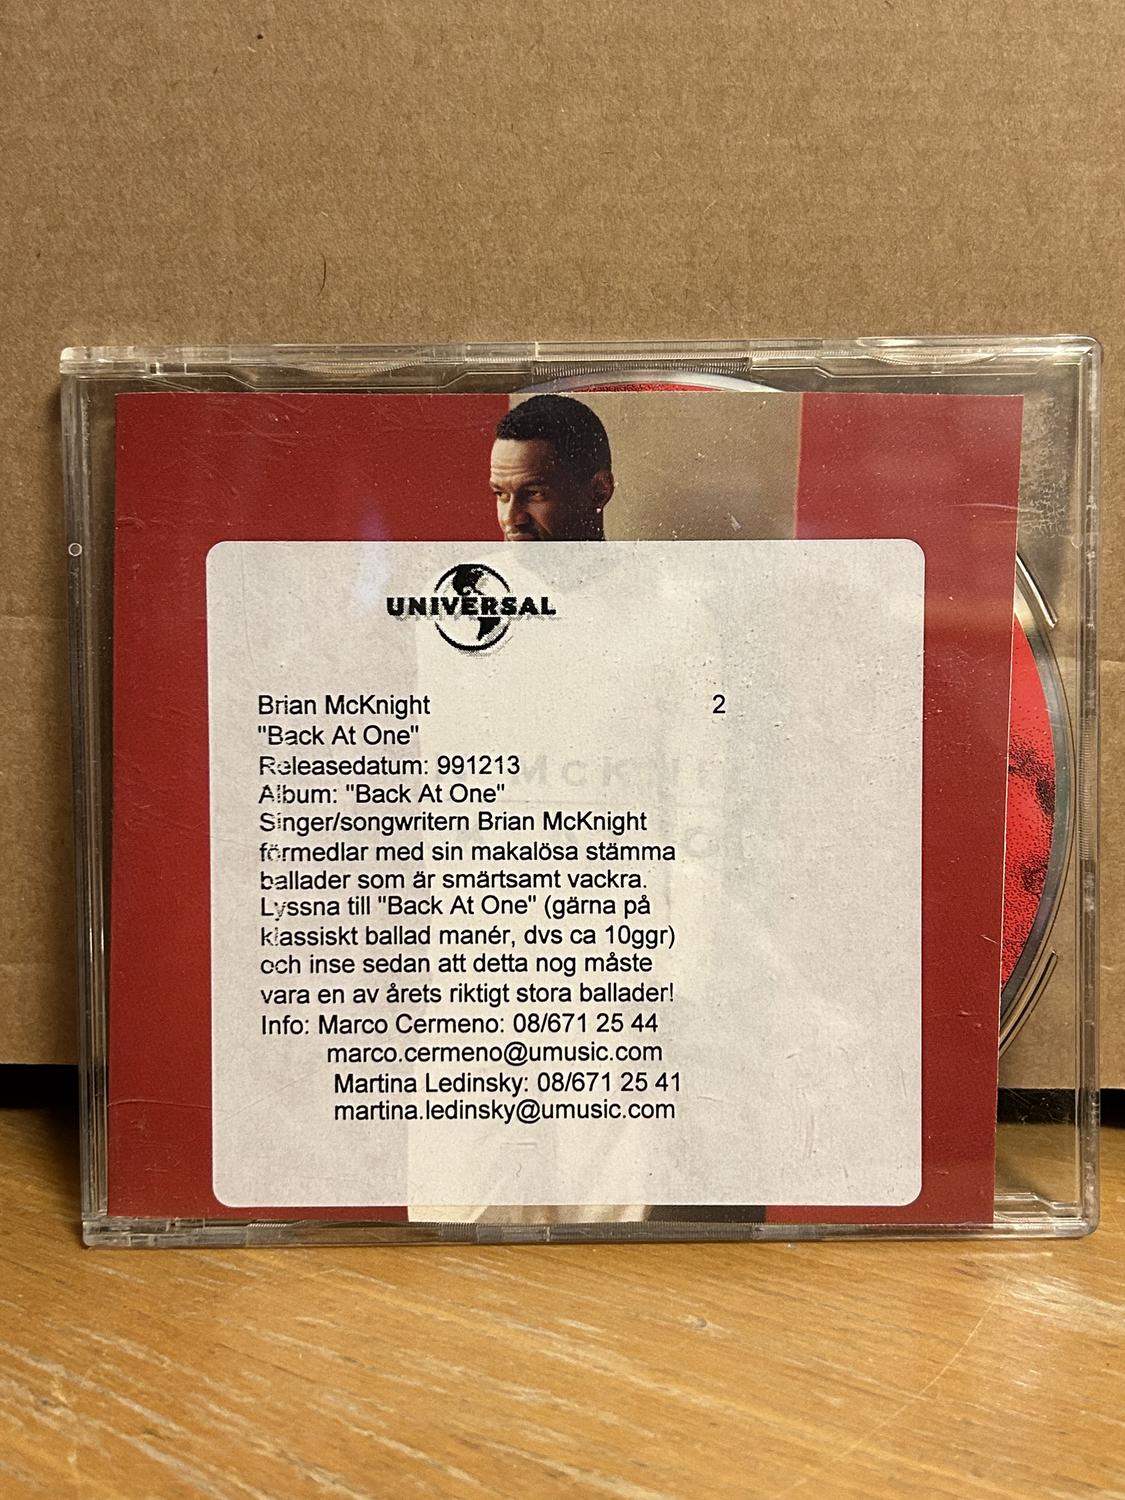 UNIVERSAL
Brian McKnight 2
"Back At One"
Releasedatum: 991213
Album: "Back At One"
Singer/songwritern Brian McKnight
förmedlar med sin makalösa stämma
ballader som är smärtsamt vackra.
Lyssna till "Back At One" (gärna på
klassiskt ballad manér, dvs ca 10ggr)
och inse sedan att detta nog måste
vara en av årets riktigt stora ballader!
Info: Marco Cermeno: 08/671 25 44
marco.cermeno@umusic.com
Martina Ledinsky: 08/671 25 41
martina.ledinsky@umusic.com